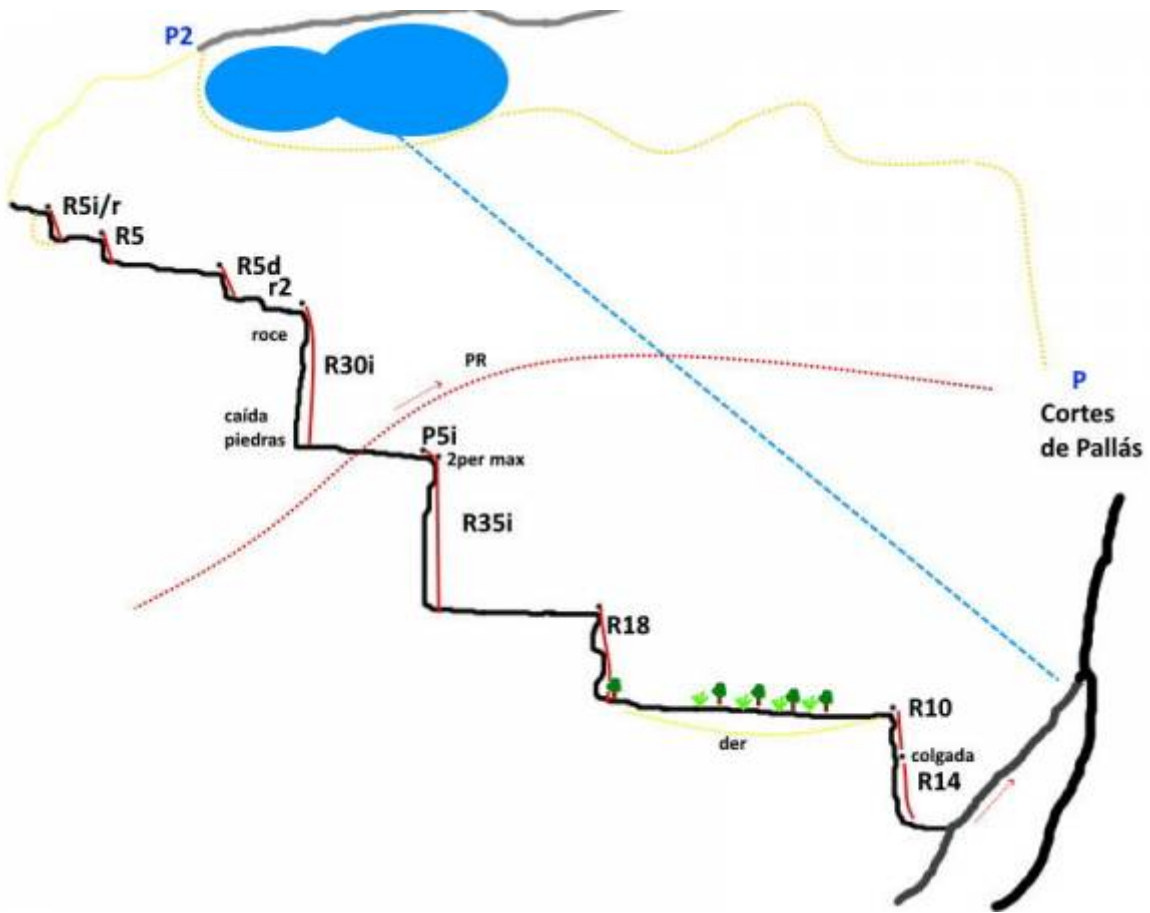 P2
R5i/r
R5
R5d
r2
roce
R30i
PR
P
Cortes
de Pallás
caída
piedras
P5i
2per max
R35i
R18
R10
der
colgada
R14